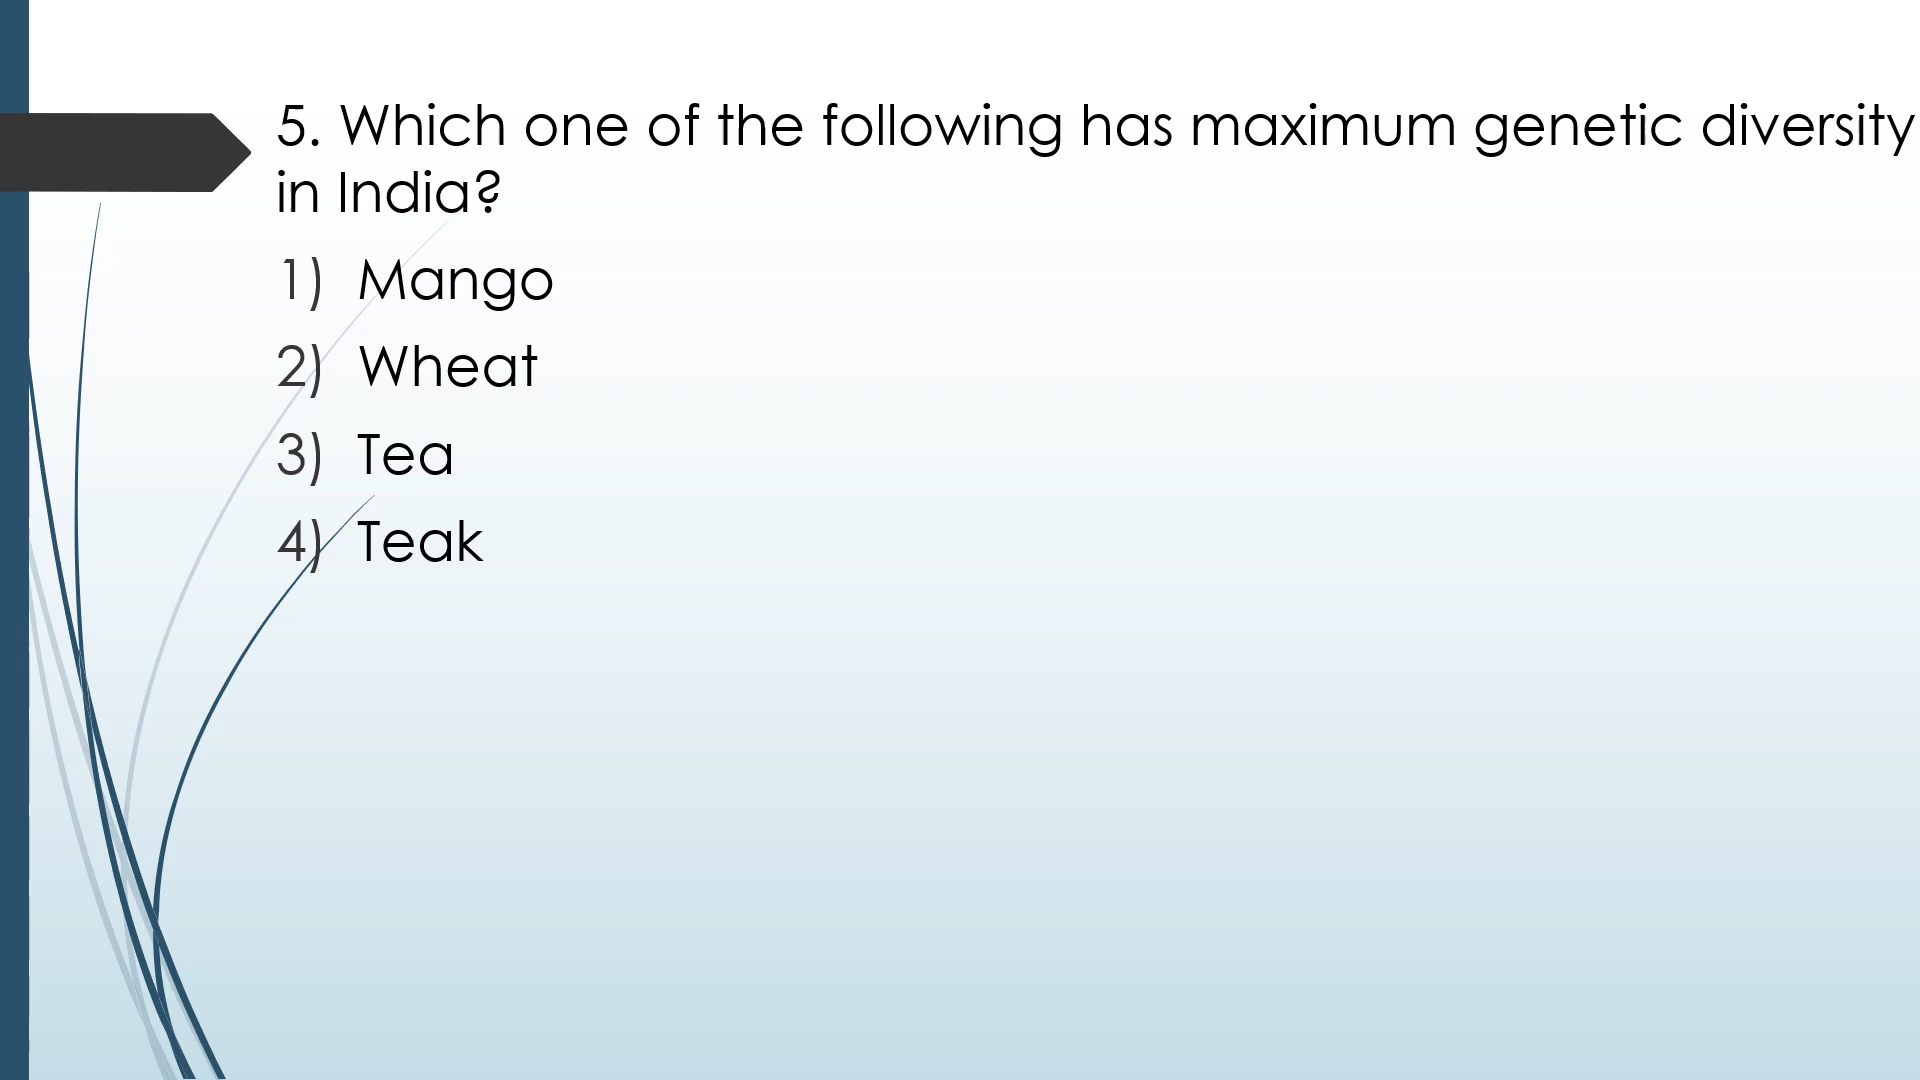 5. Which one of the following has maximum genetic diversity
in India?
1) Mango
2) Wheat
3) Tea
4) Teak